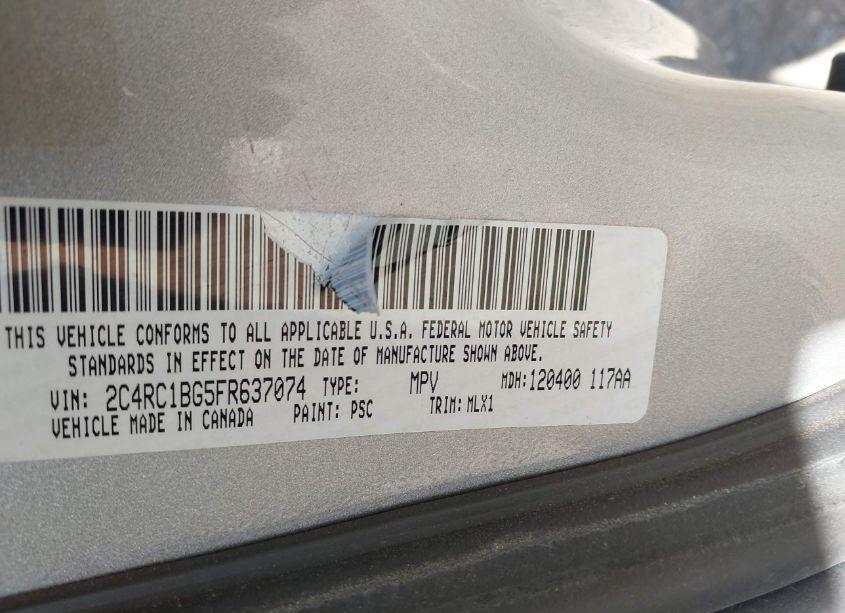 THIS VEHICLE CONFORMS TO ALL APPLICABLE U.S.A. FEDERAL MOTOR VEHICLE SAFETY
STANDARDS IN EFFECT ON THE DATE OF MANUFACTURE SHOWN ABOVE.
VIN: 2C4RC1BG5FR637074 TYPE: MPV MDH: 120400 117AA
VEHICLE MADE IN CANADA PAINT: PSC TRIM: MLX1